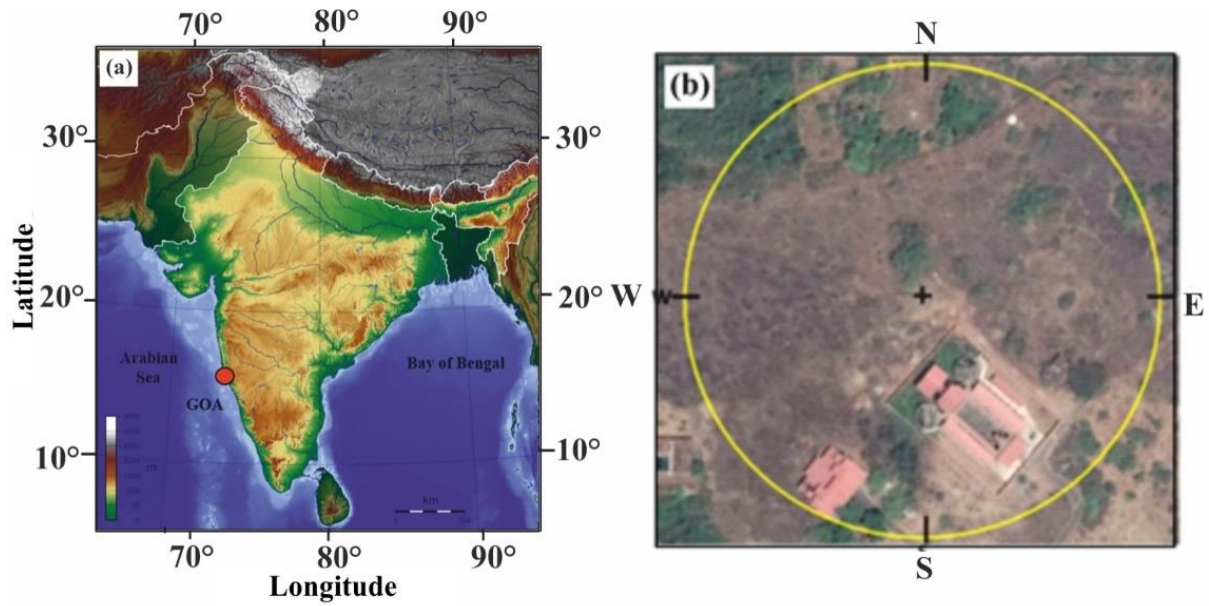 70° 80° 90°
(a)
30° 30°
Latitude
20° 20°
Arabian
Sea
Bay of Bengal
GOA
10° 10°
m
km
70° 80° 90°
Longitude
N
(b)
W W E
S